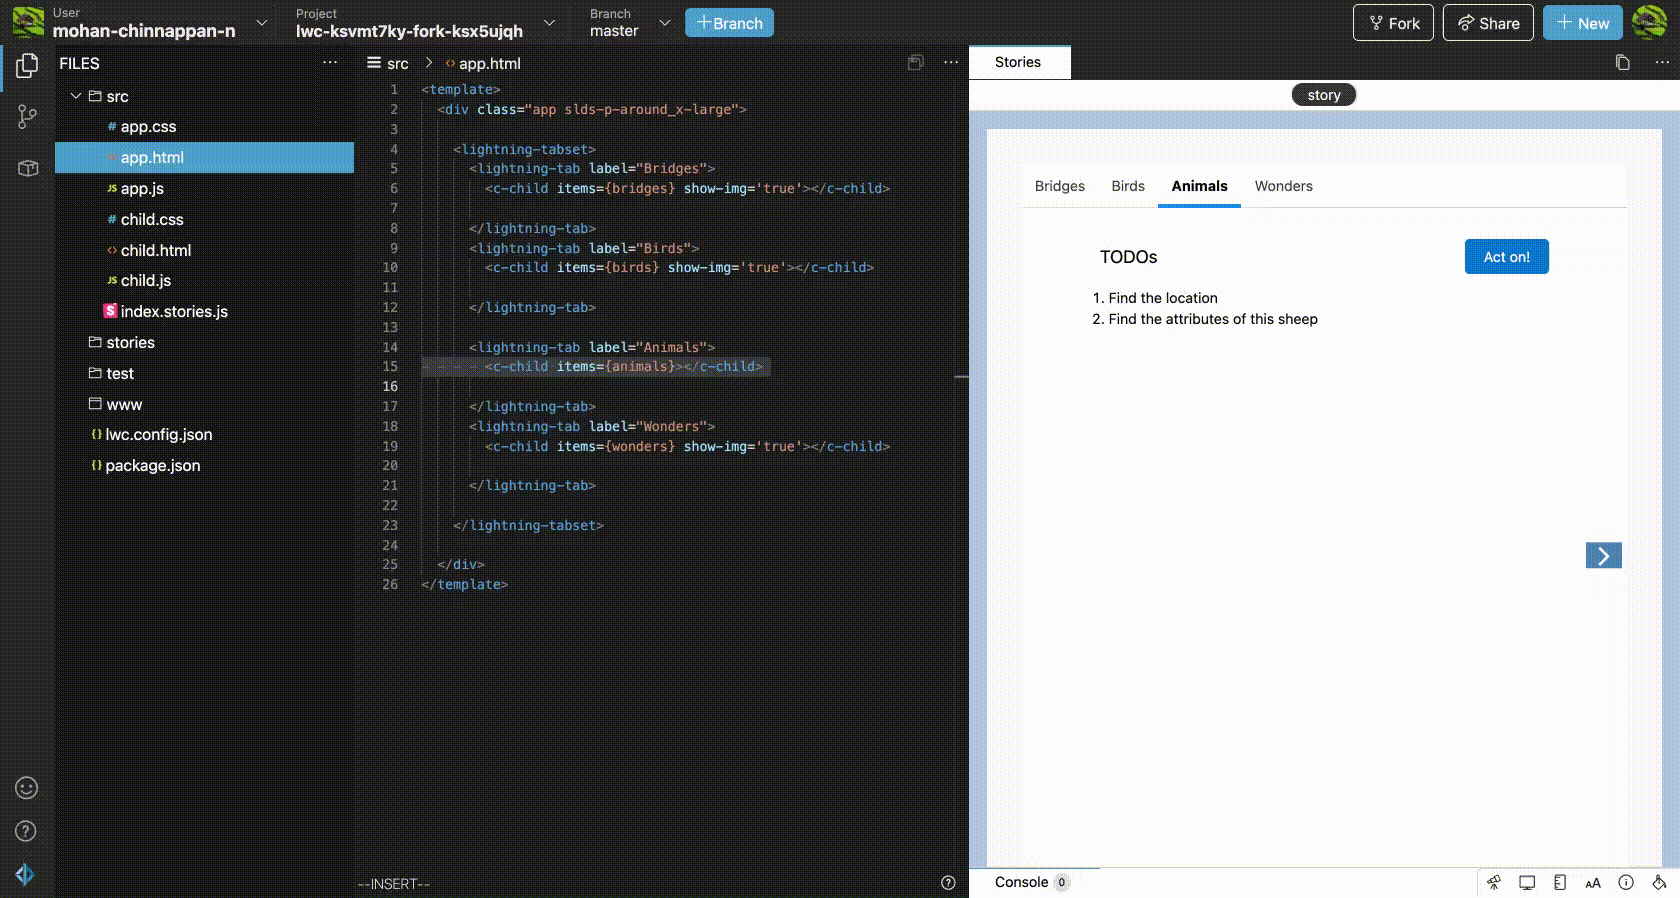 User
mohan-chinnappan-n
Project
lwc-ksvmt7ky-fork-ksx5ujqh
Branch
master
Branch
Fork
Share
New
FILES
src
app.css
app.html
app.js
child.css
child.html
child.js
index.stories.js
stories
test
www
lwc.config.json
package.json
src > app.html
1 <template>
2 <div class="app slds-p-around_x-large">
3
4 <lightning-tabset>
5 <lightning-tab label="Bridges">
6 <c-child items={bridges} show-img='true'></c-child>
7
8 </lightning-tab>
9 <lightning-tab label="Birds">
10 <c-child items={birds} show-img='true'></c-child>
11
12 </lightning-tab>
13
14 <lightning-tab label="Animals">
15 <c-child items={animals}></c-child>
16
17 </lightning-tab>
18 <lightning-tab label="Wonders">
19 <c-child items={wonders} show-img='true'></c-child>
20
21 </lightning-tab>
22
23 </lightning-tabset>
24
25 </div>
26 </template>
--INSERT--
Stories
story
Bridges Birds Animals Wonders
TODOs
Act on!
1. Find the location
2. Find the attributes of this sheep
Console 0